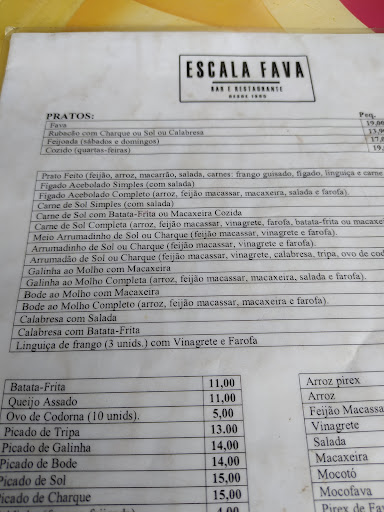 ESCALA FAVA
BAR E RESTAURANTE
DESDE 1980
PRATOS: Peq.
Fava 19,00
Rubacão com Charque ou Sol ou Calabresa 13,9
Feijoada (sábados e domingos) 17,0
Cozido (quartas-feiras) 19,
Prato Feito (feijão, arroz, macarrão, salada, carnes: frango guisado, fígado, linguiça e carne
Fígado Acebolado Simples (com salada)
Fígado Acebolado Completo (arroz, feijão macassar, macaxeira, salada e farofa).
Carne de Sol Simples (com salada)
Carne de Sol com Batata-Frita ou Macaxeira Cozida
Carne de Sol Completa (arroz, feijão macassar, vinagrete, farofa, batata-frita ou macaxe
Meio Arrumadinho de Sol ou Charque (feijão macassar, vinagrete e farofa).
Arrumadinho de Sol ou Charque (feijão macassar, vinagrete e farofa).
Arrumadão de Sol ou Charque (feijão macassar, vinagrete, calabresa, tripa, ovo de cod
Galinha ao Molho com Macaxeira
Galinha ao Molho Completa (arroz, feijão macassar, macaxeira, salada e farofa)
Bode ao Molho com Macaxeira
Bode ao Molho Completo (arroz, feijão macassar, macaxeira e farofa).
Calabresa com Salada
Calabresa com Batata-Frita
Linguiça de frango (3 unids.) com Vinagrete e Farofa
Batata-Frita 11,00
Queijo Assado 11,00
Ovo de Codorna (10 unids). 5,00
Picado de Tripa 13.00
Picado de Galinha 14,00
Picado de Bode 14,00
Picado de Sol 15,00
Picado de Charque 15,00
4,00
Arroz pirex
Arroz
Feijão Macassa
Vinagrete
Salada
Macaxeira
Mocotó
Mocofava
Pirex de Fa